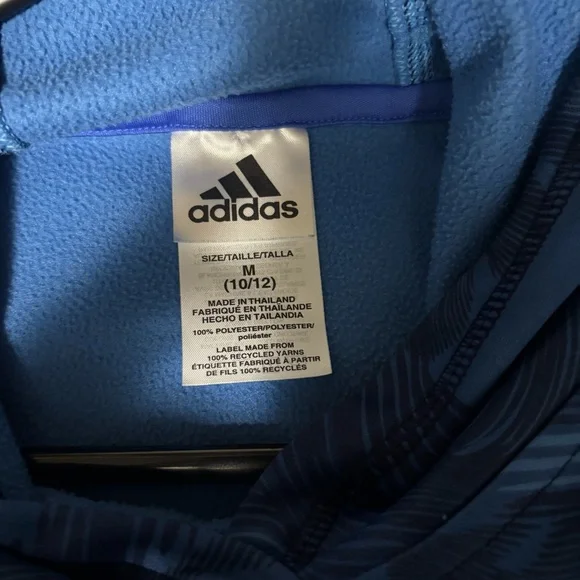 adidas
SIZE/TAILLE/TALLA
M
(10/12)
MADE IN THAILAND
FABRIQUÉ EN THAÏLANDE
HECHO EN TAILANDIA
100% POLYESTER/POLYESTER/
poliéster
LABEL MADE FROM
100% RECYCLED YARNS
ÉTIQUETTE FABRIQUÉ À PARTIR
DE FILS 100% RECYCLÉS